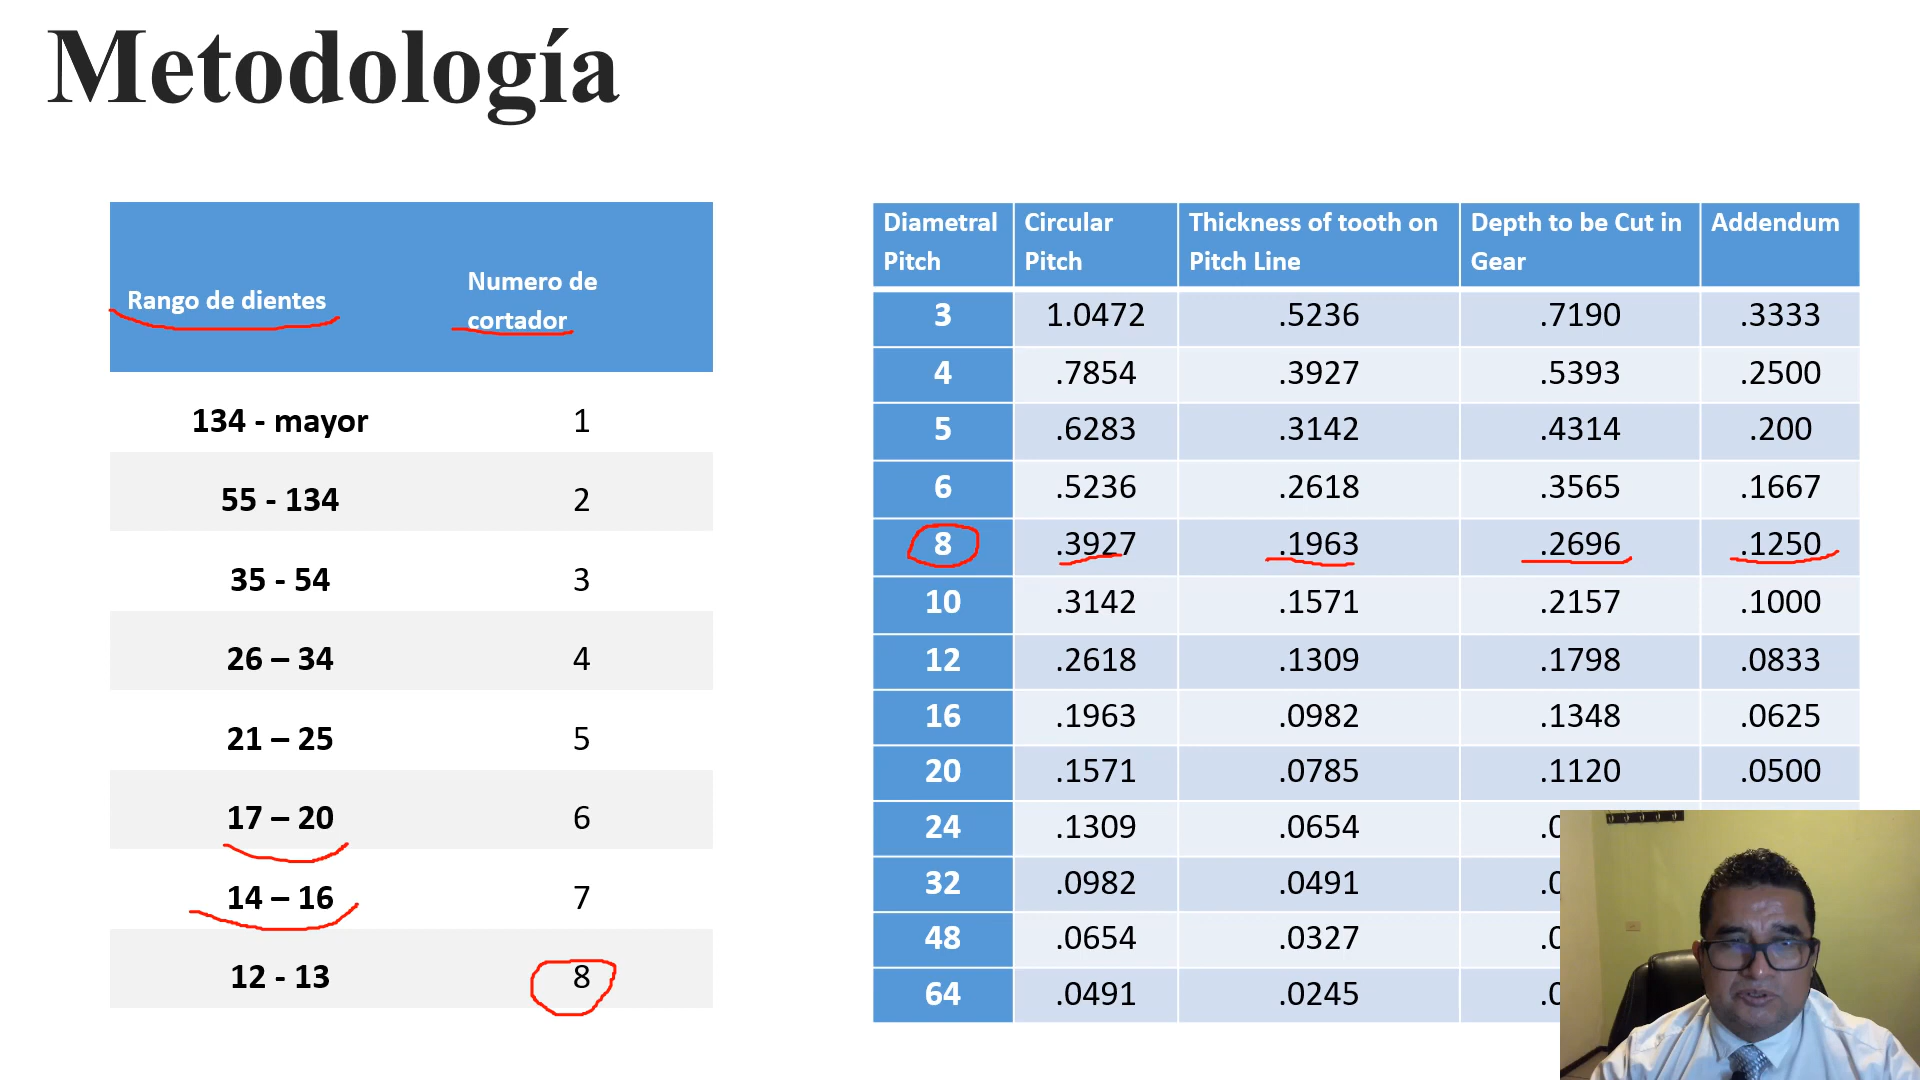 Metodología
Rango de dientes Numero de cortador
134 - mayor 1
55 - 134 2
35 - 54 3
26 – 34 4
21 – 25 5
17 – 20 6
14 – 16 7
12 - 13 8
Diametral Pitch Circular Pitch Thickness of tooth on Pitch Line Depth to be Cut in Gear Addendum
3 1.0472 .5236 .7190 .3333
4 .7854 .3927 .5393 .2500
5 .6283 .3142 .4314 .200
6 .5236 .2618 .3565 .1667
8 .3927 .1963 .2696 .1250
10 .3142 .1571 .2157 .1000
12 .2618 .1309 .1798 .0833
16 .1963 .0982 .1348 .0625
20 .1571 .0785 .1120 .0500
24 .1309 .0654
32 .0982 .0491
48 .0654 .0327
64 .0491 .0245